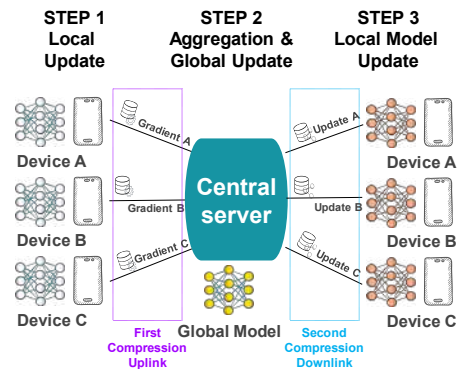 STEP 1
Local
Update
STEP 2
Aggregation &
Global Update
STEP 3
Local Model
Update
Device A
Device B
Device C
Gradient A
Gradient B
Gradient C
Central
server
Global Model
Update A
Update B
Update C
Device A
Device B
Device C
First
Compression
Uplink
Second
Compression
Downlink